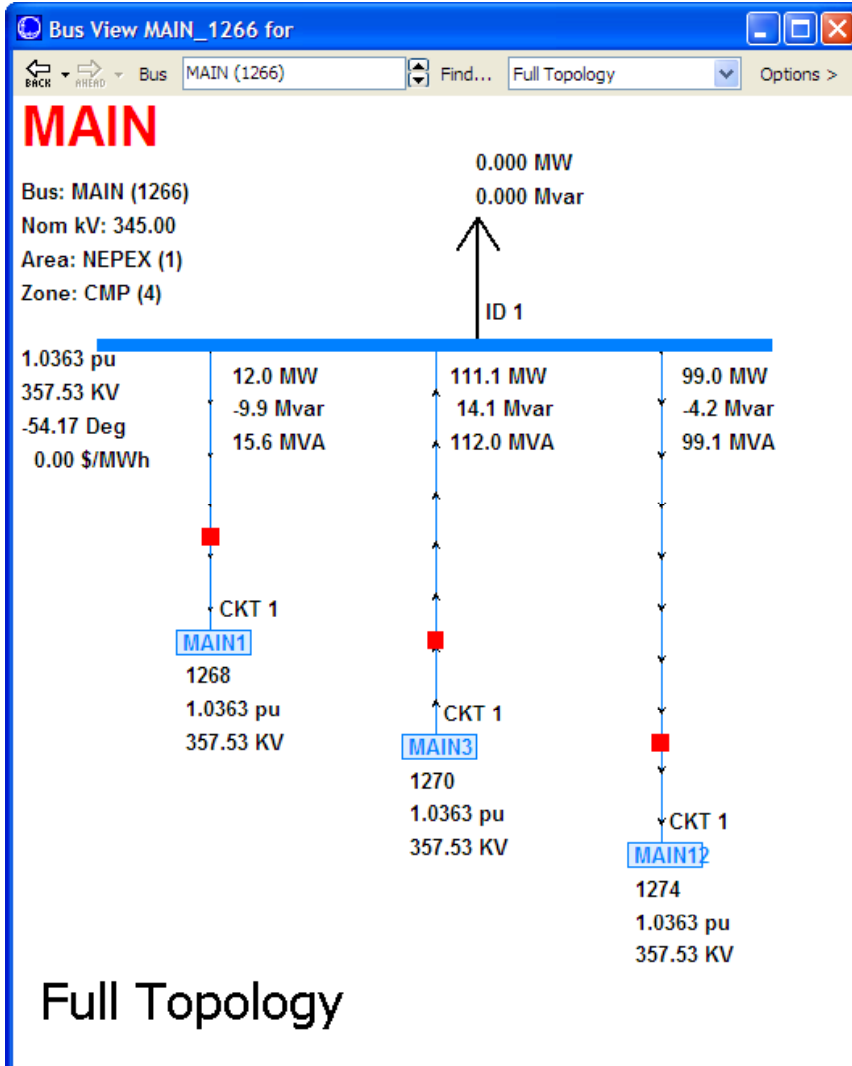 Bus View MAIN_1266 for
BACK AHEAD Bus MAIN (1266) Find... Full Topology Options >
MAIN
0.000 MW
0.000 Mvar
Bus: MAIN (1266)
Nom kV: 345.00
Area: NEPEX (1)
Zone: CMP (4)
ID 1
1.0363 pu
357.53 KV
-54.17 Deg
0.00 $/MWh
12.0 MW
-9.9 Mvar
15.6 MVA
111.1 MW
14.1 Mvar
112.0 MVA
99.0 MW
-4.2 Mvar
99.1 MVA
CKT 1
MAIN1
1268
1.0363 pu
357.53 KV
CKT 1
MAIN3
1270
1.0363 pu
357.53 KV
CKT 1
MAIN12
1274
1.0363 pu
357.53 KV
Full Topology